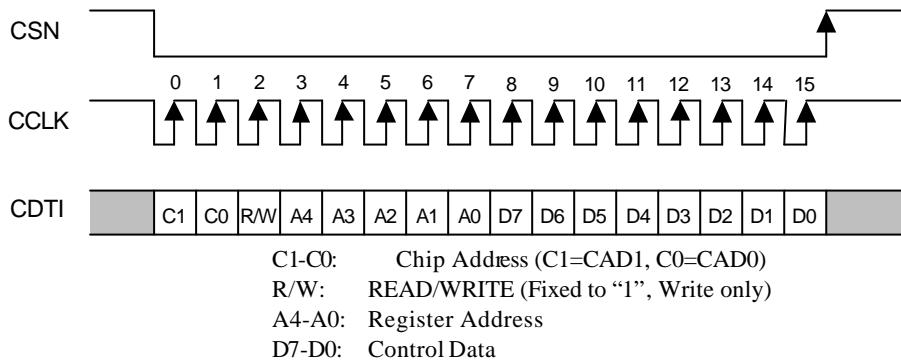 CSN
0 1 2 3 4 5 6 7 8 9 10 11 12 13 14 15
CCLK
CDTI C1 C0 R/W A4 A3 A2 A1 A0 D7 D6 D5 D4 D3 D2 D1 D0
C1-C0: Chip Address (C1=CAD1, C0=CAD0)
R/W: READ/WRITE (Fixed to “1”, Write only)
A4-A0: Register Address
D7-D0: Control Data